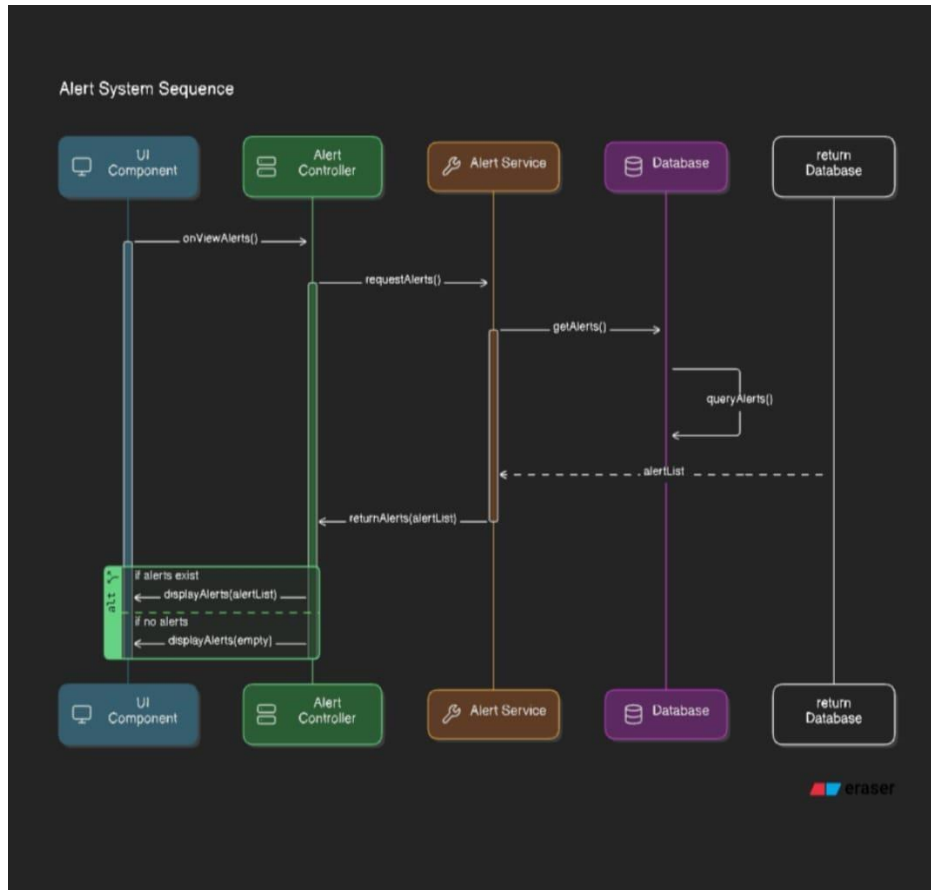 Alert System Sequence
UI
Component
Alert
Controller
Alert Service
Database
return
Database
onViewAlerts()
requestAlerts()
getAlerts()
queryAlerts()
alertList
returnAlerts(alertList)
alt
if alerts exist
displayAlerts(alertList)
if no alerts
displayAlerts(empty)
UI
Component
Alert
Controller
Alert Service
Database
return
Database
eraser